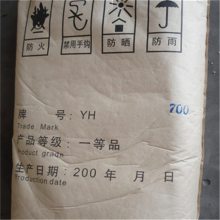 防火 禁用手钩 防晒 防雨
700
牌 号: YH
Trade Mark
产品等级: 一等品
Product grade
生产日期: 200 年 月 日
Production date